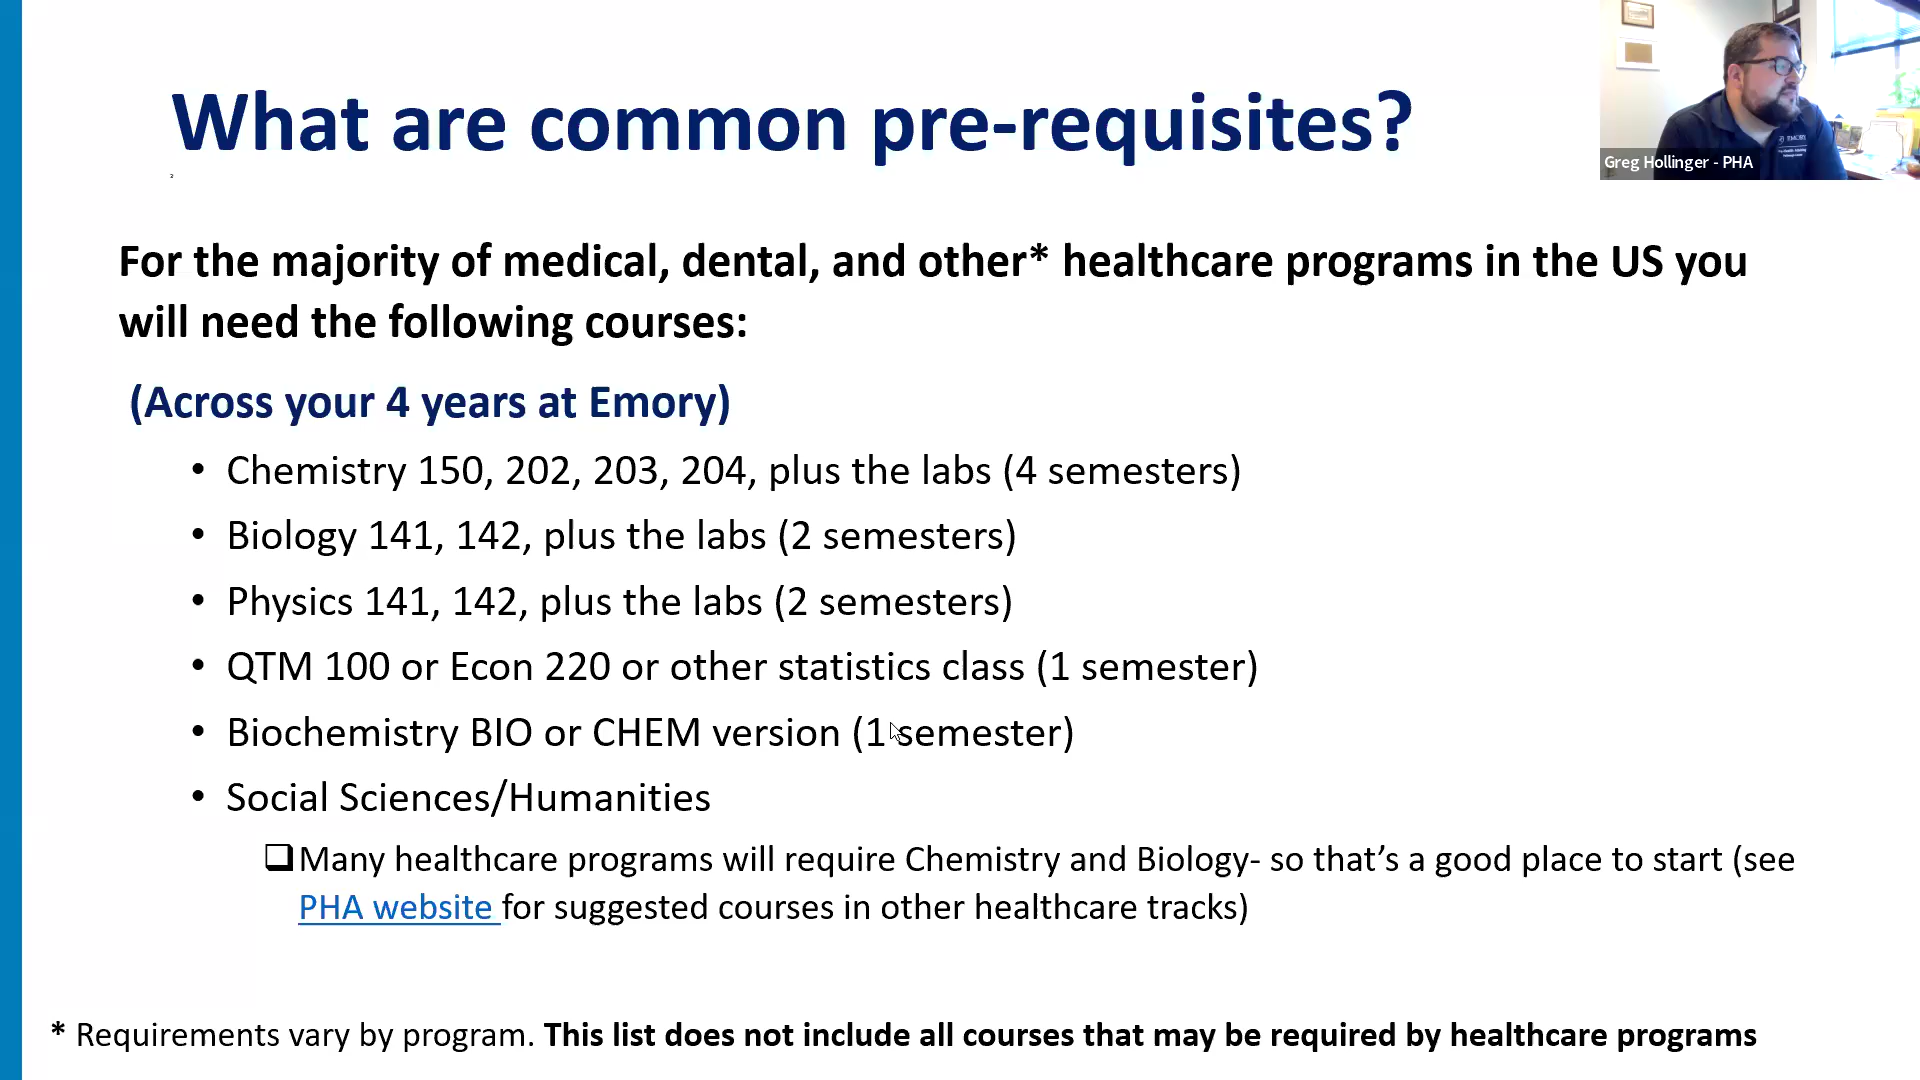 What are common pre-requisites?
2
Greg Hollinger - PHA
EMORY
For the majority of medical, dental, and other* healthcare programs in the US you
will need the following courses:
(Across your 4 years at Emory)
• Chemistry 150, 202, 203, 204, plus the labs (4 semesters)
• Biology 141, 142, plus the labs (2 semesters)
• Physics 141, 142, plus the labs (2 semesters)
• QTM 100 or Econ 220 or other statistics class (1 semester)
• Biochemistry BIO or CHEM version (1 semester)
• Social Sciences/Humanities
❑Many healthcare programs will require Chemistry and Biology- so that’s a good place to start (see
PHA website for suggested courses in other healthcare tracks)
* Requirements vary by program. This list does not include all courses that may be required by healthcare programs